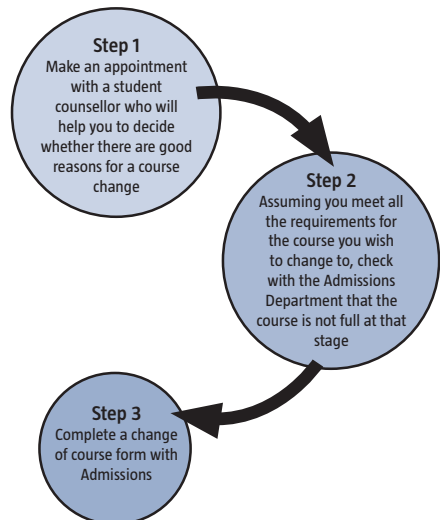 Step 1
Make an appointment
with a student
counsellor who will
help you to decide
whether there are good
reasons for a course
change
Step 2
Assuming you meet all
the requirements for
the course you wish
to change to, check
with the Admissions
Department that the
course is not full at that
stage
Step 3
Complete a change
of course form with
Admissions